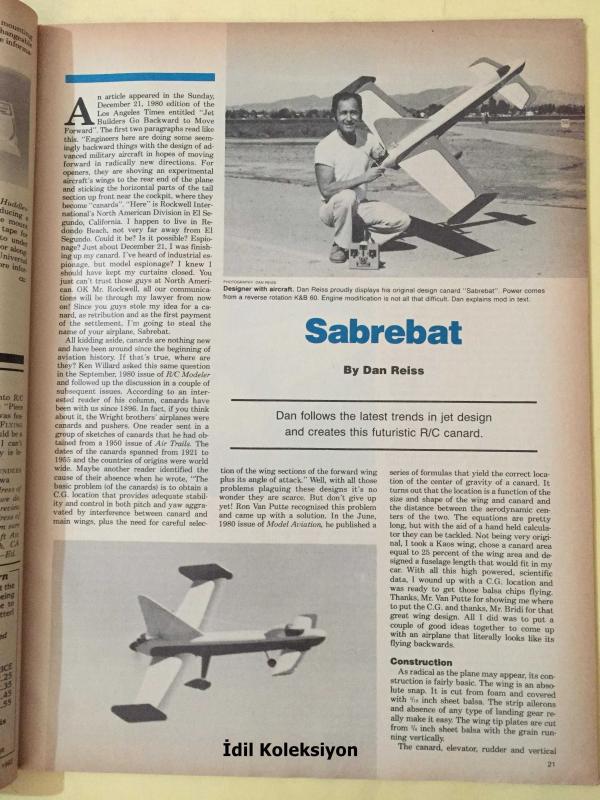 mounting
changeable
PHOTOGRAPHY: DAN REISS
Designer with aircraft. Dan Reiss proudly displays his original design canard "Sabrebat". Power comes
from a reverse rotation K&B 60. Engine modification is not all that difficult. Dan explains mod in text.
Sabrebat
By Dan Reiss
Dan follows the latest trends in jet design
and creates this futuristic R/C canard.
An article appeared in the Sunday,
December 21, 1980 edition of the
Los Angeles Times entitled "Jet
Builders Go Backward to Move
Forward". The first two paragraphs read like
this. "Engineers here are doing some seem-
ingly backward things with the design of ad-
vanced military aircraft in hopes of moving
forward in radically new directions. For
openers, they are shoving an experimental
aircraft's wings to the rear end of the plane
and sticking the horizontal parts of the tail
section up front near the cockpit, where they
become "canards". "Here" is Rockwell Inter-
national's North American Division in El Se-
gundo, California. I happen to live in Re-
dondo Beach, not very far away from El
Segundo. Could it be? Is it possible? Espio-
nage? Just about December 21, I was finish-
ing up my canard. I've heard of industrial es-
pionage, but model espionage? I knew I
should have kept my curtains closed. You
just can't trust those guys at North Ameri-
can. OK Mr. Rockwell, all our communica-
tions will be through my lawyer from now
on! Since you guys stole my idea for a ca-
nard, as retribution and as the first payment
of the settlement, I'm going to steal the
name of your airplane, Sabrebat.
All kidding aside, canards are nothing new
and have been around since the beginning of
aviation history. If that's true, where are
they? Ken Willard asked this same question
in the September, 1980 issue of R/C Modeler
and followed up the discussion in a couple of
subsequent issues. According to an inter-
ested reader of his column, canards have
been with us since 1896. In fact, if you think
about it, the Wright brothers' airplanes were
canards and pushers. One reader sent in a
group of sketches of canards that he had ob-
tained from a 1950 issue of Air Trails. The
dates of the canards spanned from 1921 to
1955 and the countries of origins were world
wide. Maybe another reader identified the
cause of their absence when he wrote, "The
basic problem (of the canards) is to obtain a
C.G. location that provides adequate stabil-
ity and control in both pitch and yaw aggra-
vated by interference between canard and
main wings, plus the need for careful selec-
tion of the wing sections of the forward wing
plus its angle of attack." Well, with all those
problems plaguing these designs it's no
wonder they are scarce. But don't give up
yet! Ron Van Putte recognized this problem
and came up with a solution. In the June,
1980 issue of Model Aviation, he published a
series of formulas that yield the correct loca-
tion of the center of gravity of a canard. It
turns out that the location is a function of the
size and shape of the wing and canard and
the distance between the aerodynamic cen-
ters of the two. The equations are pretty
long, but with the aid of a hand held calcula-
tor they can be tackled. Not being very origi-
nal, I took a Kaos wing, chose a canard area
equal to 25 percent of the wing area and de-
signed a fuselage length that would fit in my
car. With all this high powered, scientific
data, I wound up with a C.G. location and
was ready to get those balsa chips flying.
Thanks, Mr. Van Putte for showing me where
to put the C.G. and thanks, Mr. Bridi for that
great wing design. All I did was to put a
couple of good ideas together to come up
with an airplane that literally looks like its
flying backwards.
Construction
As radical as the plane may appear, its con-
struction is fairly basic. The wing is an abso-
lute snap. It is cut from foam and covered
with inch sheet balsa. The strip ailerons
and absence of any type of landing gear re-
ally make it easy. The wing tip plates are cut
from inch sheet balsa with the grain run-
ning vertically.
The canard, elevator, rudder and vertical
21
İdil Koleksiyon